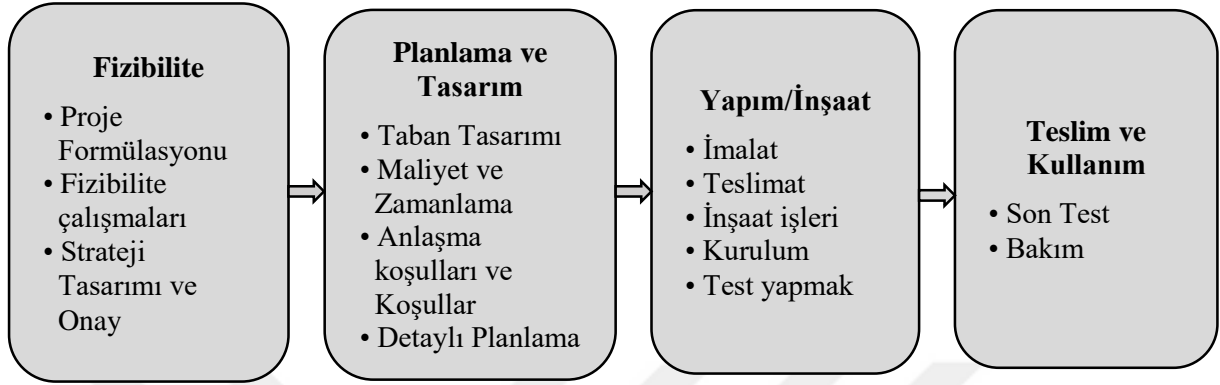 Fizibilite
• Proje
Formülasyonu
• Fizibilite
çalışmaları
• Strateji
Tasarımı ve
Onay
Planlama ve
Tasarım
• Taban Tasarımı
• Maliyet ve
Zamanlama
• Anlaşma
koşulları ve
Koşullar
• Detaylı Planlama
Yapım/İnşaat
• İmalat
• Teslimat
• İnşaat işleri
• Kurulum
• Test yapmak
Teslim ve
Kullanım
• Son Test
• Bakım